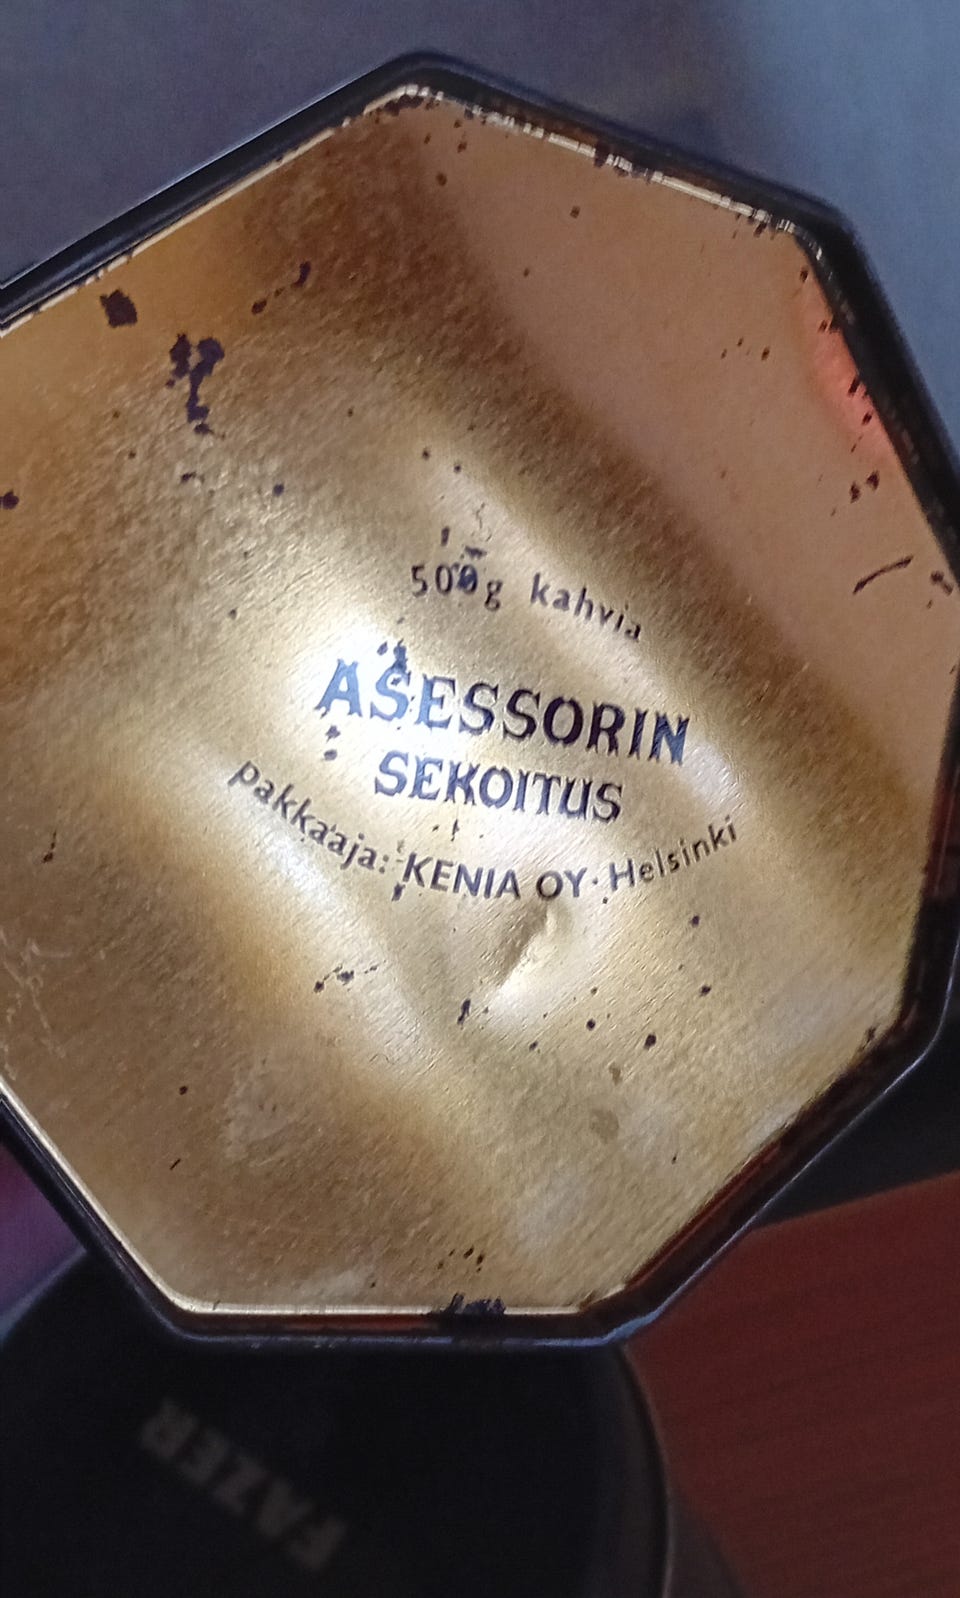 500g kahvia
ASESSORIN
SEKOITUS
pakkaaja: KENIA OY · Helsinki
FAZER